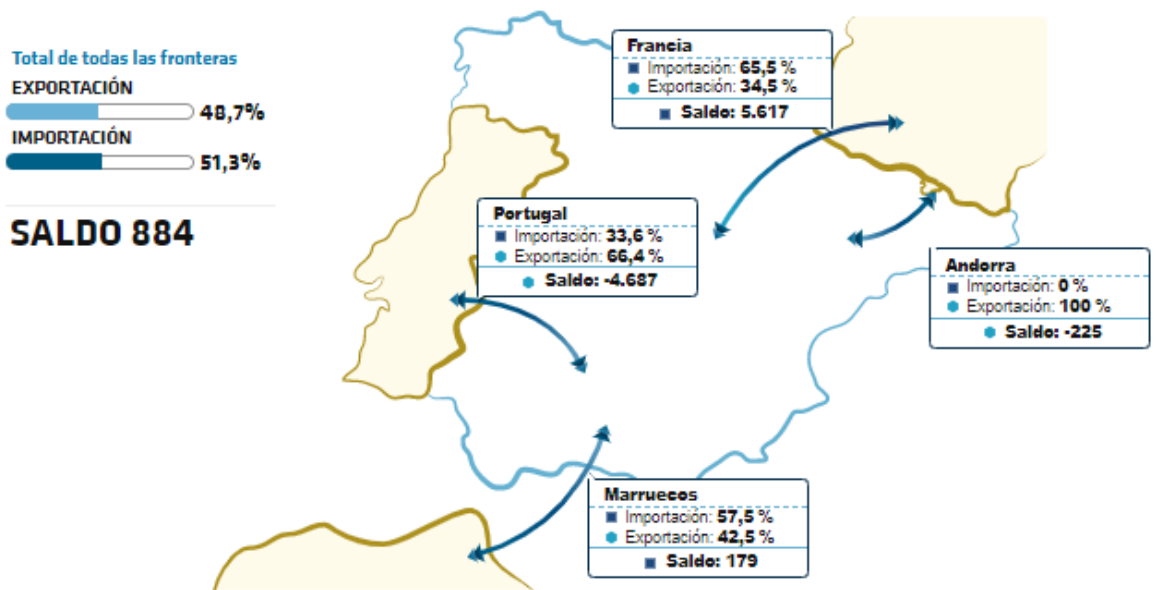 Total de todas las fronteras
EXPORTACIÓN
48,7%
IMPORTACIÓN
51,3%
SALDO 884
Francia
Importación: 65,5 %
Exportación: 34,5 %
Saldo: 5.617
Portugal
Importación: 33,6 %
Exportación: 66,4 %
Saldo: -4.687
Andorra
Importación: 0 %
Exportación: 100 %
Saldo: -225
Marruecos
Importación: 57,5 %
Exportación: 42,5 %
Saldo: 179